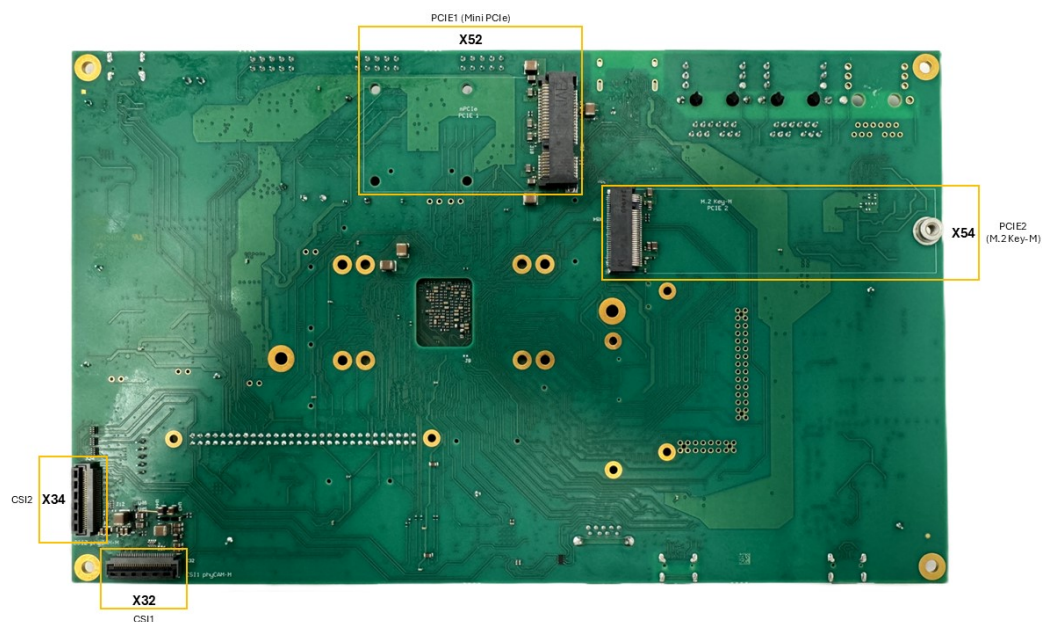 PCIE1 (Mini PCIe)
X52
mPCIe
PCIE 1
M.2 Key-M
PCIE 2
X54
PCIE2
(M.2 Key-M)
CSI2
X34
CSI1 phyCAM-M
X32
CSI1